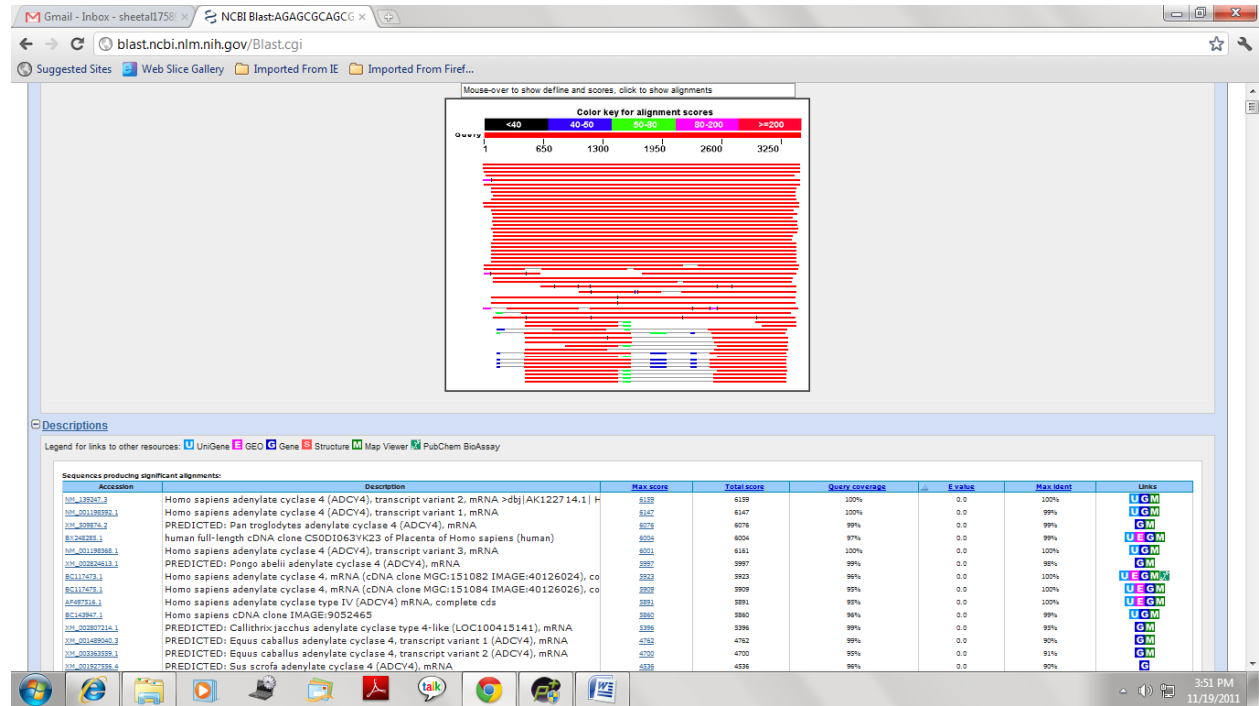 Gmail - Inbox - sheetal1758
NCBI Blast:AGAGCGCAGCG
blast.ncbi.nlm.nih.gov/Blast.cgi
Suggested Sites Web Slice Gallery Imported From IE Imported From Firef...
Mouse-over to show defline and scores, click to show alignments
Color key for alignment scores
<40 40-50 50-80 80-200 >=200
Query
1 650 1300 1950 2600 3250
Descriptions
Legend for links to other resources: U UniGene E GEO G Gene S Structure M Map Viewer PubChem BioAssay
Sequences producing significant alignments:
Accession Description Max score Total score Query coverage E value Max ident Links
NM_139247.3 Homo sapiens adenylate cyclase 4 (ADCY4), transcript variant 2, mRNA >dbj|AK122714.1| H 6159 6159 100% 0.0 100% U G M
NM_001198592.1 Homo sapiens adenylate cyclase 4 (ADCY4), transcript variant 1, mRNA 6147 6147 100% 0.0 99% U G M
XM_509874.2 PREDICTED: Pan troglodytes adenylate cyclase 4 (ADCY4), mRNA 6076 6076 99% 0.0 99% G M
BX248285.1 human full-length cDNA clone CS0DI063YK23 of Placenta of Homo sapiens (human) 6004 6004 97% 0.0 99% U E G M
NM_001198568.1 Homo sapiens adenylate cyclase 4 (ADCY4), transcript variant 3, mRNA 6001 6161 100% 0.0 100% U G M
XM_002824613.1 PREDICTED: Pongo abelii adenylate cyclase 4 (ADCY4), mRNA 5997 5997 99% 0.0 98% G M
BC117473.1 Homo sapiens adenylate cyclase 4, mRNA (cDNA clone MGC:151082 IMAGE:40126024), co 5923 5923 96% 0.0 100% U E G M
BC117475.1 Homo sapiens adenylate cyclase 4, mRNA (cDNA clone MGC:151084 IMAGE:40126026), co 5909 5909 95% 0.0 100% U E G M
AF497516.1 Homo sapiens adenylate cyclase type IV (ADCY4) mRNA, complete cds 5891 5891 95% 0.0 100% U E G M
BC143947.1 Homo sapiens cDNA clone IMAGE:9052465 5860 5860 96% 0.0 99% U G M
XM_002807214.1 PREDICTED: Callithrix jacchus adenylate cyclase type 4-like (LOC100415141), mRNA 5396 5396 99% 0.0 95% G M
XM_001489040.3 PREDICTED: Equus caballus adenylate cyclase 4, transcript variant 1 (ADCY4), mRNA 4762 4762 99% 0.0 90% G M
XM_003363559.1 PREDICTED: Equus caballus adenylate cyclase 4, transcript variant 2 (ADCY4), mRNA 4700 4700 95% 0.0 91% G M
XM_001927556.4 PREDICTED: Sus scrofa adenylate cyclase 4 (ADCY4), mRNA 4536 4536 96% 0.0 90% G
talk
3:51 PM
11/19/2011